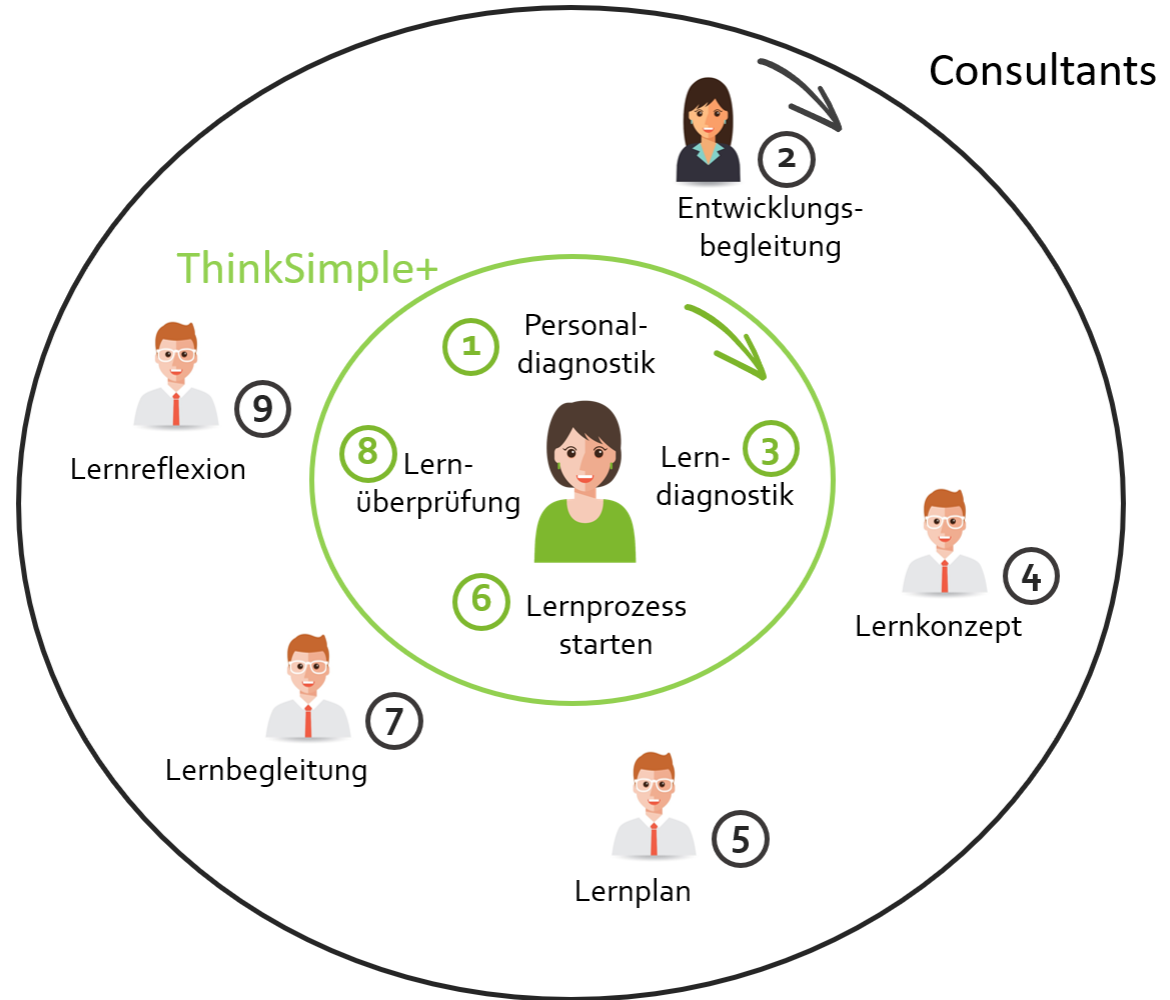 Consultants
2
Entwicklungs-
begleitung
ThinkSimple+
1
Personal-
diagnostik
9
Lernreflexion
8
Lern-
überprüfung
3
Lern-
diagnostik
4
Lernkonzept
6
Lernprozess
starten
7
Lernbegleitung
5
Lernplan